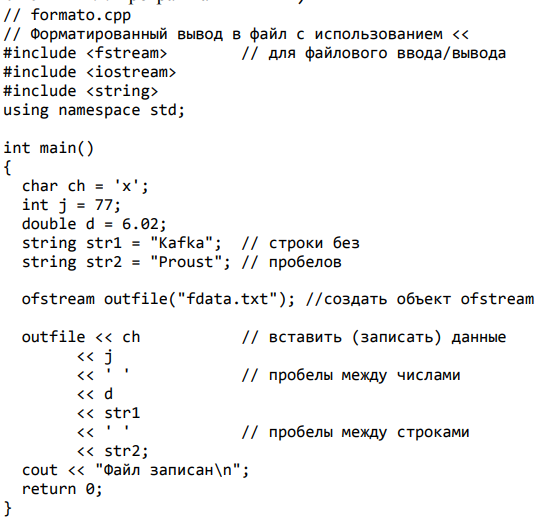 // formato.cpp
// Форматированный вывод в файл с использованием <<
#include <fstream>        // для файлового ввода/вывода
#include <iostream>
#include <string>
using namespace std;

int main()
{
  char ch = 'x';
  int j = 77;
  double d = 6.02;
  string str1 = "Kafka";  // строки без
  string str2 = "Proust"; // пробелов

  ofstream outfile("fdata.txt"); //создать объект ofstream

  outfile << ch           // вставить (записать) данные
        << j
        << ' '            // пробелы между числами
        << d
        << str1
        << ' '            // пробелы между строками
        << str2;
  cout << "Файл записан\n";
  return 0;
}